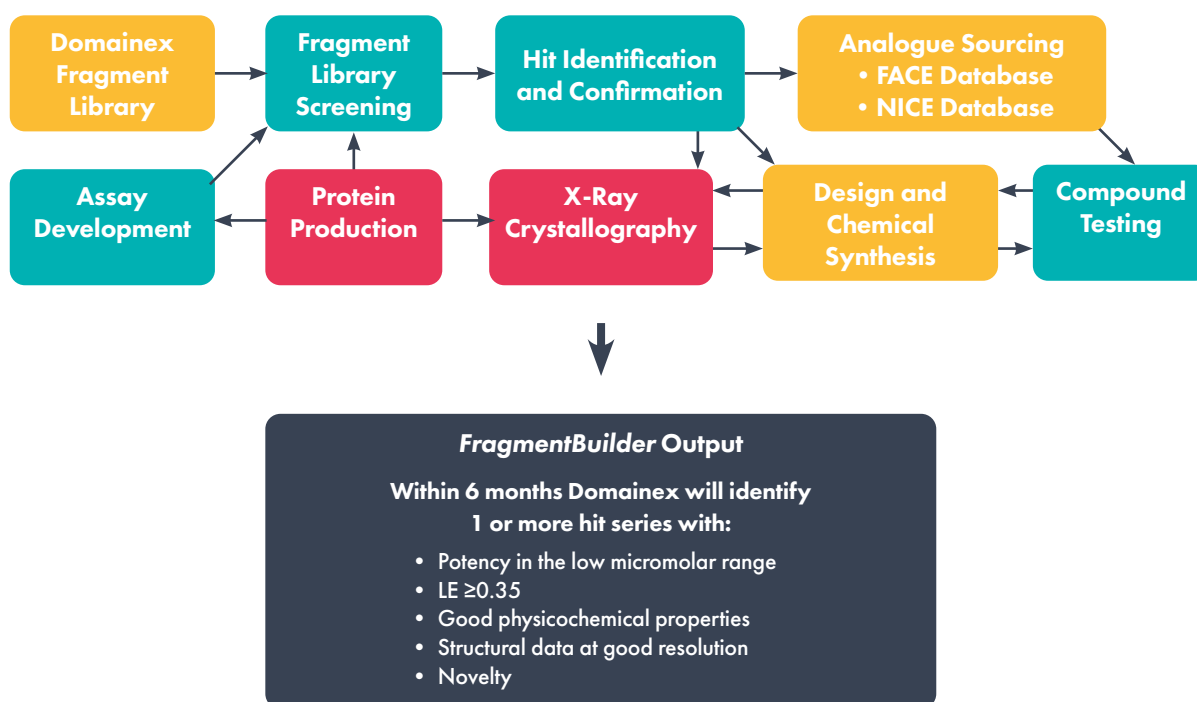 Domainex
Fragment
Library
Fragment
Library
Screening
Hit Identification
and Confirmation
Analogue Sourcing
• FACE Database
• NICE Database
Assay
Development
Protein
Production
X-Ray
Crystallography
Design and
Chemical
Synthesis
Compound
Testing
FragmentBuilder Output
Within 6 months Domainex will identify
1 or more hit series with:
• Potency in the low micromolar range
• LE ≥0.35
• Good physicochemical properties
• Structural data at good resolution
• Novelty